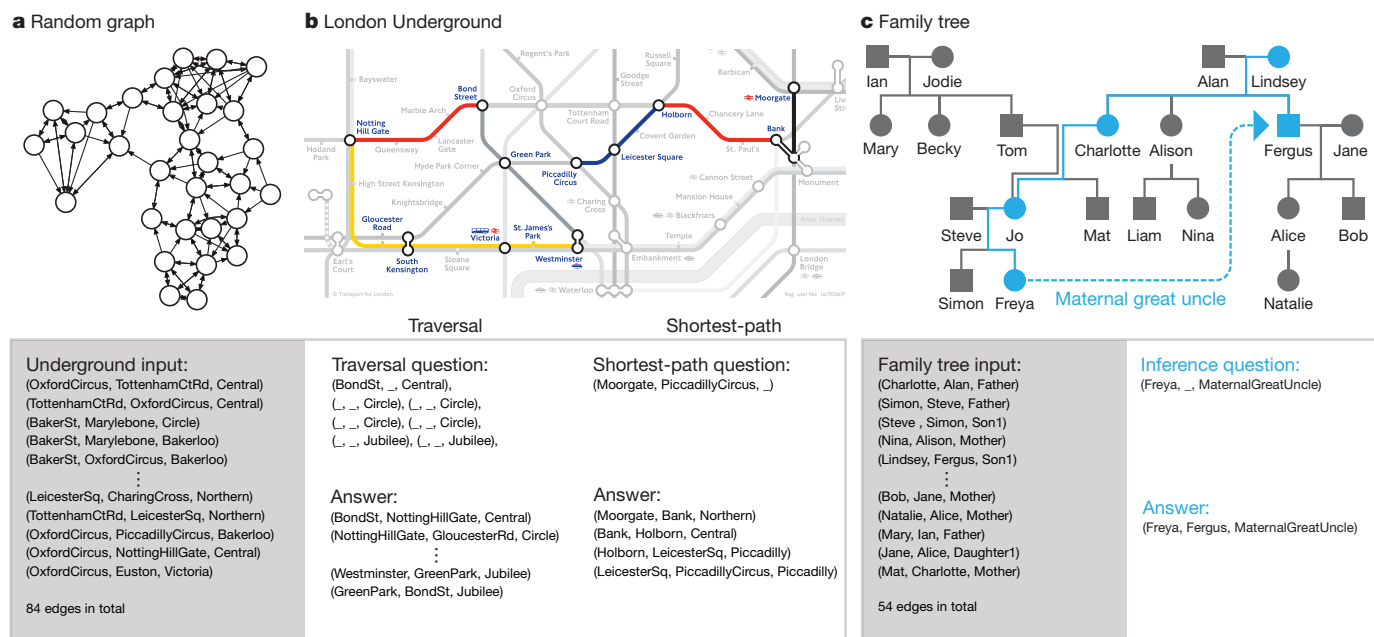 a Random graph
b London Underground
c Family tree
Bayswater
Regent's Park
Russell
Square
Barbican
Moorgate
Bond
Street
Oxford
Circus
Goodge
Street
Marble Arch
Tottenham
Court Road
Holborn
Chancery Lane
Bank
Notting
Hill Gate
Holland
Park
Queensway
Lancaster
Gate
Covent Garden
St. Paul's
Hyde Park Corner
Green Park
Leicester Square
Piccadilly
Circus
Cannon Street
Monument
High Street Kensington
Knightsbridge
Charing
Cross
Mansion House
Blackfriars
River Thames
Gloucester
Road
Victoria
St. James's
Park
Temple
Earl's
Court
South
Kensington
Sloane
Square
Westminster
Embankment
London
Bridge
Waterloo
© Transport for London
Ian
Jodie
Alan
Lindsey
Mary
Becky
Tom
Charlotte
Alison
Fergus
Jane
Steve
Jo
Mat
Liam
Nina
Alice
Bob
Simon
Freya
Maternal great uncle
Natalie
Traversal
Shortest-path
Underground input:
(OxfordCircus, TottenhamCtRd, Central)
(TottenhamCtRd, OxfordCircus, Central)
(BakerSt, Marylebone, Circle)
(BakerSt, Marylebone, Bakerloo)
(BakerSt, OxfordCircus, Bakerloo)
⋮
(LeicesterSq, CharingCross, Northern)
(TottenhamCtRd, LeicesterSq, Northern)
(OxfordCircus, PiccadillyCircus, Bakerloo)
(OxfordCircus, NottingHillGate, Central)
(OxfordCircus, Euston, Victoria)
84 edges in total
Traversal question:
(BondSt, _, Central),
(_, _, Circle), (_, _, Circle),
(_, _, Circle), (_, _, Circle),
(_, _, Jubilee), (_, _, Jubilee),
Answer:
(BondSt, NottingHillGate, Central)
(NottingHillGate, GloucesterRd, Circle)
⋮
(Westminster, GreenPark, Jubilee)
(GreenPark, BondSt, Jubilee)
Shortest-path question:
(Moorgate, PiccadillyCircus, _)
Answer:
(Moorgate, Bank, Northern)
(Bank, Holborn, Central)
(Holborn, LeicesterSq, Piccadilly)
(LeicesterSq, PiccadillyCircus, Piccadilly)
Family tree input:
(Charlotte, Alan, Father)
(Simon, Steve, Father)
(Steve , Simon, Son1)
(Nina, Alison, Mother)
(Lindsey, Fergus, Son1)
⋮
(Bob, Jane, Mother)
(Natalie, Alice, Mother)
(Mary, Ian, Father)
(Jane, Alice, Daughter1)
(Mat, Charlotte, Mother)
54 edges in total
Inference question:
(Freya, _, MaternalGreatUncle)
Answer:
(Freya, Fergus, MaternalGreatUncle)